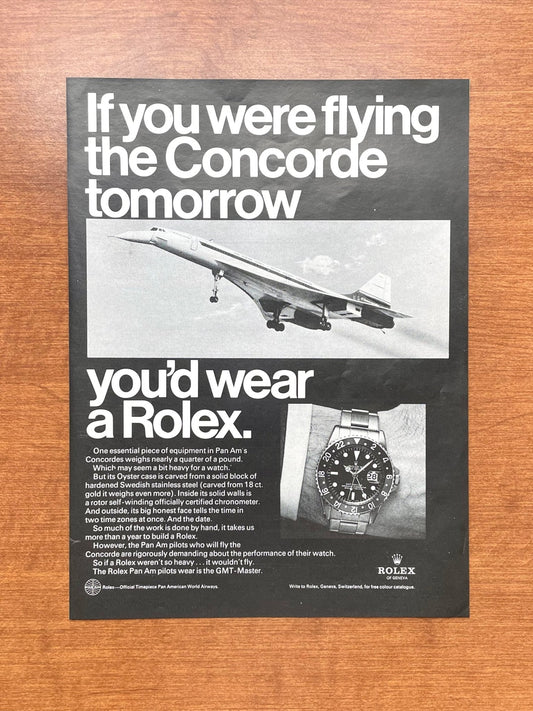 If you were flying
the Concorde
tomorrow
you'd wear
a Rolex.
One essential piece of equipment in Pan Am's
Concordes weighs nearly a quarter of a pound.
Which may seem a bit heavy for a watch.
But its Oyster case is carved from a solid block of
hardened Swedish stainless steel (carved from 18 ct.
gold it weighs even more). Inside its solid walls is
a rotor self-winding officially certified chronometer.
And outside, its big honest face tells the time in
two time zones at once. And the date.
So much of the work is done by hand, it takes us
more than a year to build a Rolex.
However, the Pan Am pilots who will fly the
Concorde are rigorously demanding about the performance of their watch.
So if a Rolex weren't so heavy . . . it wouldn't fly.
The Rolex Pan Am pilots wear is the GMT-Master.
Rolex—Official Timepiece Pan American World Airways.
ROLEX
OF GENEVA
Write to Rolex, Geneva, Switzerland, for free colour catalogue.